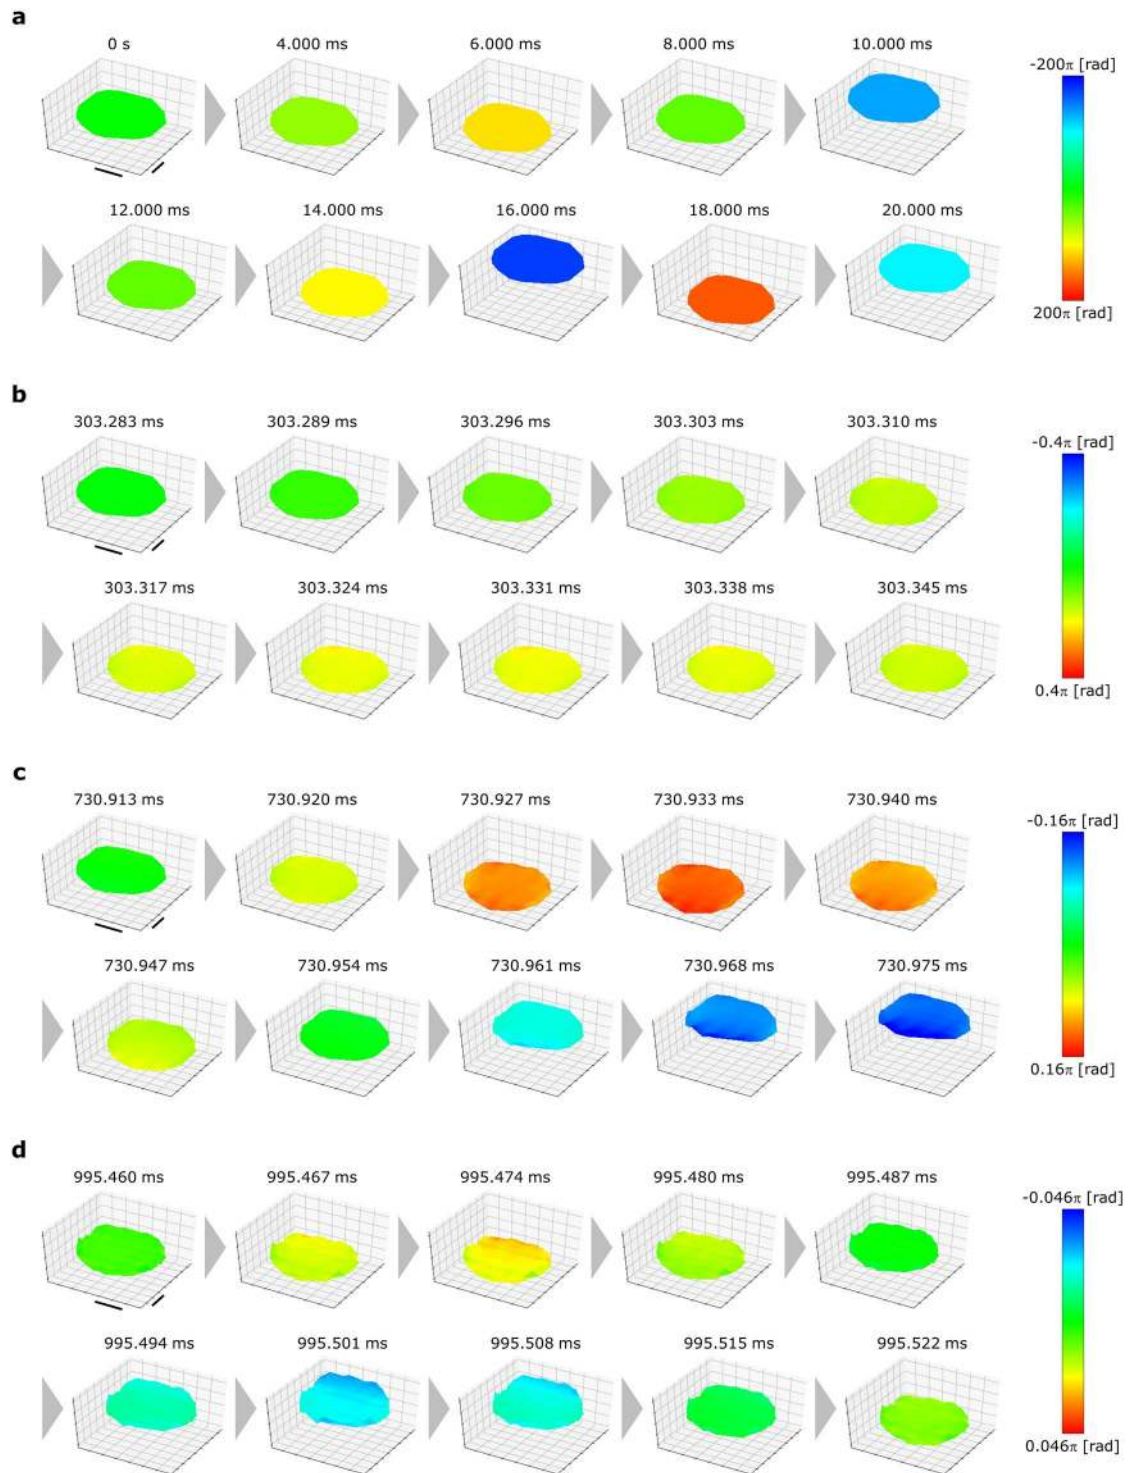 a
0 s 4.000 ms 6.000 ms 8.000 ms 10.000 ms
-200π [rad]
12.000 ms 14.000 ms 16.000 ms 18.000 ms 20.000 ms
200π [rad]
b
303.283 ms 303.289 ms 303.296 ms 303.303 ms 303.310 ms
-0.4π [rad]
303.317 ms 303.324 ms 303.331 ms 303.338 ms 303.345 ms
0.4π [rad]
c
730.913 ms 730.920 ms 730.927 ms 730.933 ms 730.940 ms
-0.16π [rad]
730.947 ms 730.954 ms 730.961 ms 730.968 ms 730.975 ms
0.16π [rad]
d
995.460 ms 995.467 ms 995.474 ms 995.480 ms 995.487 ms
-0.046π [rad]
995.494 ms 995.501 ms 995.508 ms 995.515 ms 995.522 ms
0.046π [rad]